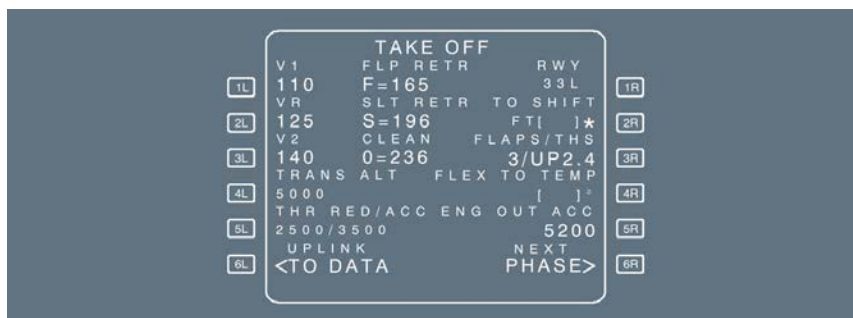 TAKE OFF
V1 FLP RETR RWY
1L 110 F=165 33L 1R
VR SLT RETR TO SHIFT
2L 125 S=196 FT[ ]* 2R
V2 CLEAN FLAPS/THS
3L 140 0=236 3/UP2.4 3R
TRANS ALT FLEX TO TEMP
4L 5000 [ ]° 4R
THR RED/ACC ENG OUT ACC
5L 2500/3500 5200 5R
UPLINK NEXT
6L <TO DATA PHASE> 6R